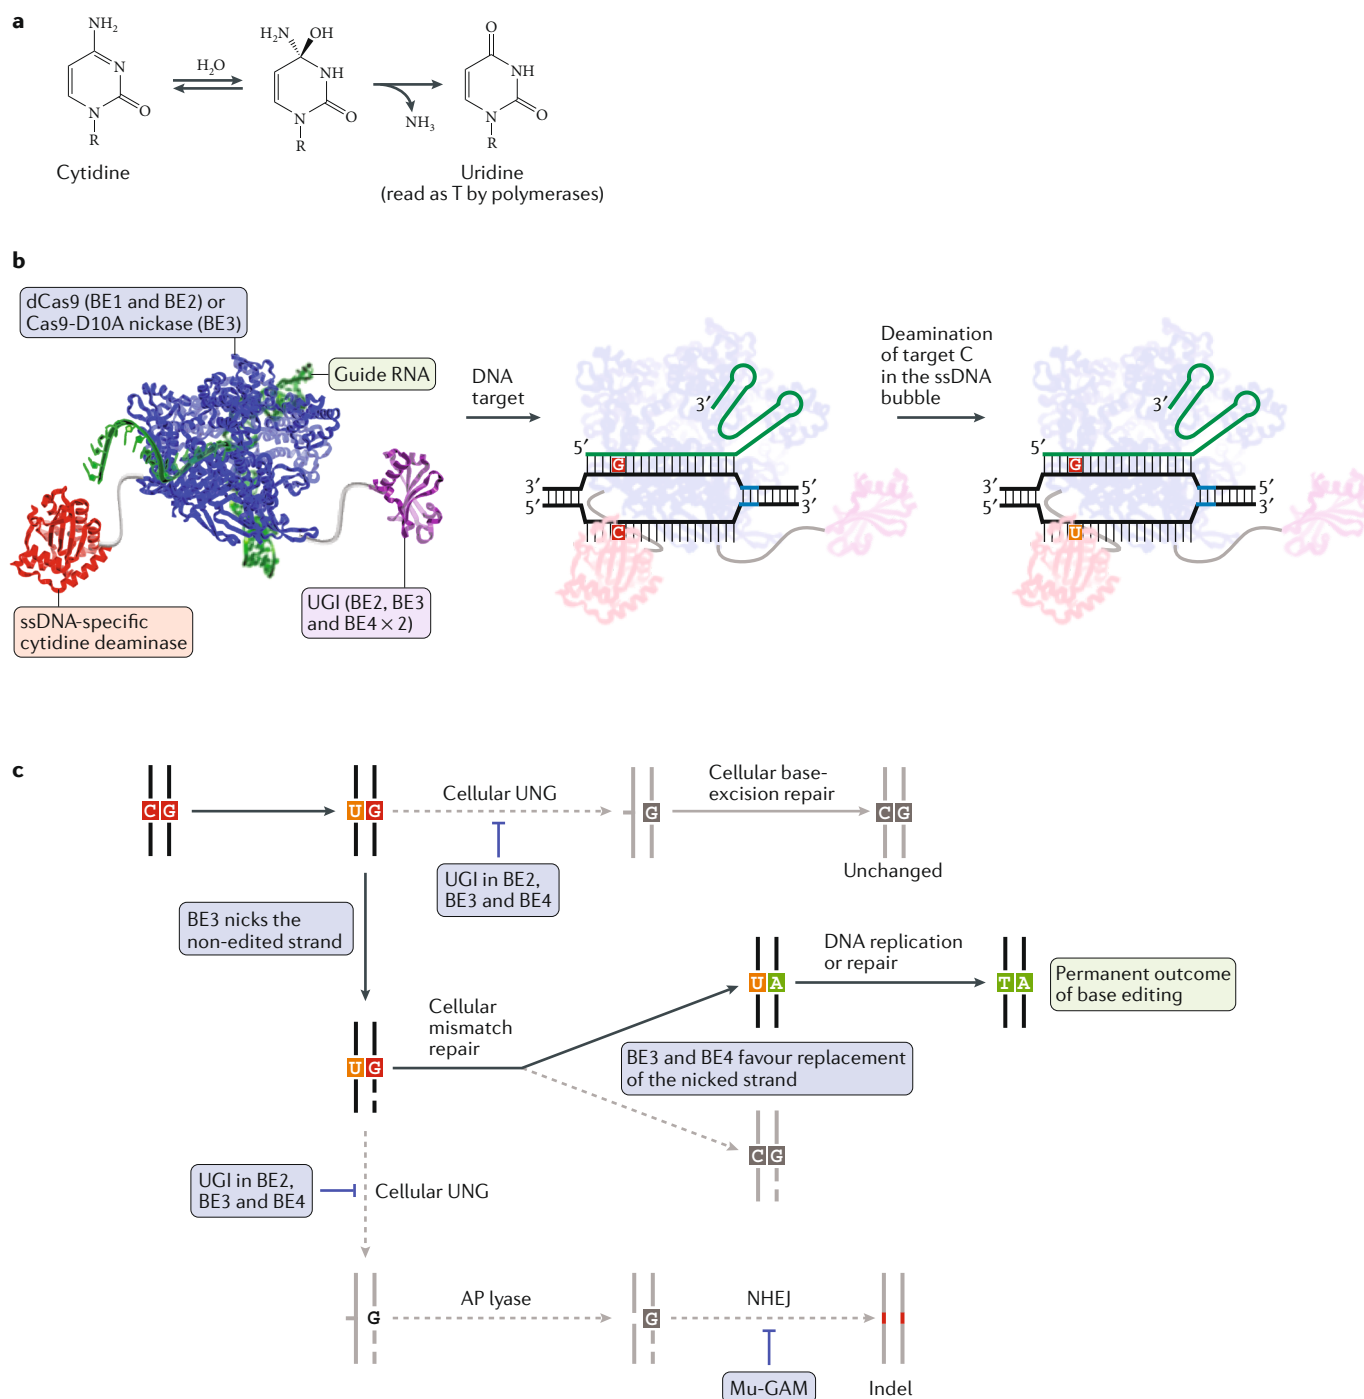 a
NH₂
N
N
O
R
Cytidine
H₂O
H₂N
OH
NH
N
O
R
NH₃
O
NH
N
O
R
Uridine
(read as T by polymerases)
b
dCas9 (BE1 and BE2) or
Cas9-D10A nickase (BE3)
Guide RNA
ssDNA-specific
cytidine deaminase
UGI (BE2, BE3
and BE4 × 2)
DNA
target
3′
5′
G
3′
5′
5′
3′
C
Deamination
of target C
in the ssDNA
bubble
3′
5′
G
3′
5′
5′
3′
U
c
C G
U G
Cellular UNG
G
Cellular base-
excision repair
C G
Unchanged
UGI in BE2,
BE3 and BE4
BE3 nicks the
non-edited strand
U G
Cellular
mismatch
repair
U A
DNA replication
or repair
T A
Permanent outcome
of base editing
BE3 and BE4 favour replacement
of the nicked strand
C G
UGI in BE2,
BE3 and BE4
Cellular UNG
G
AP lyase
G
NHEJ
Mu-GAM
Indel